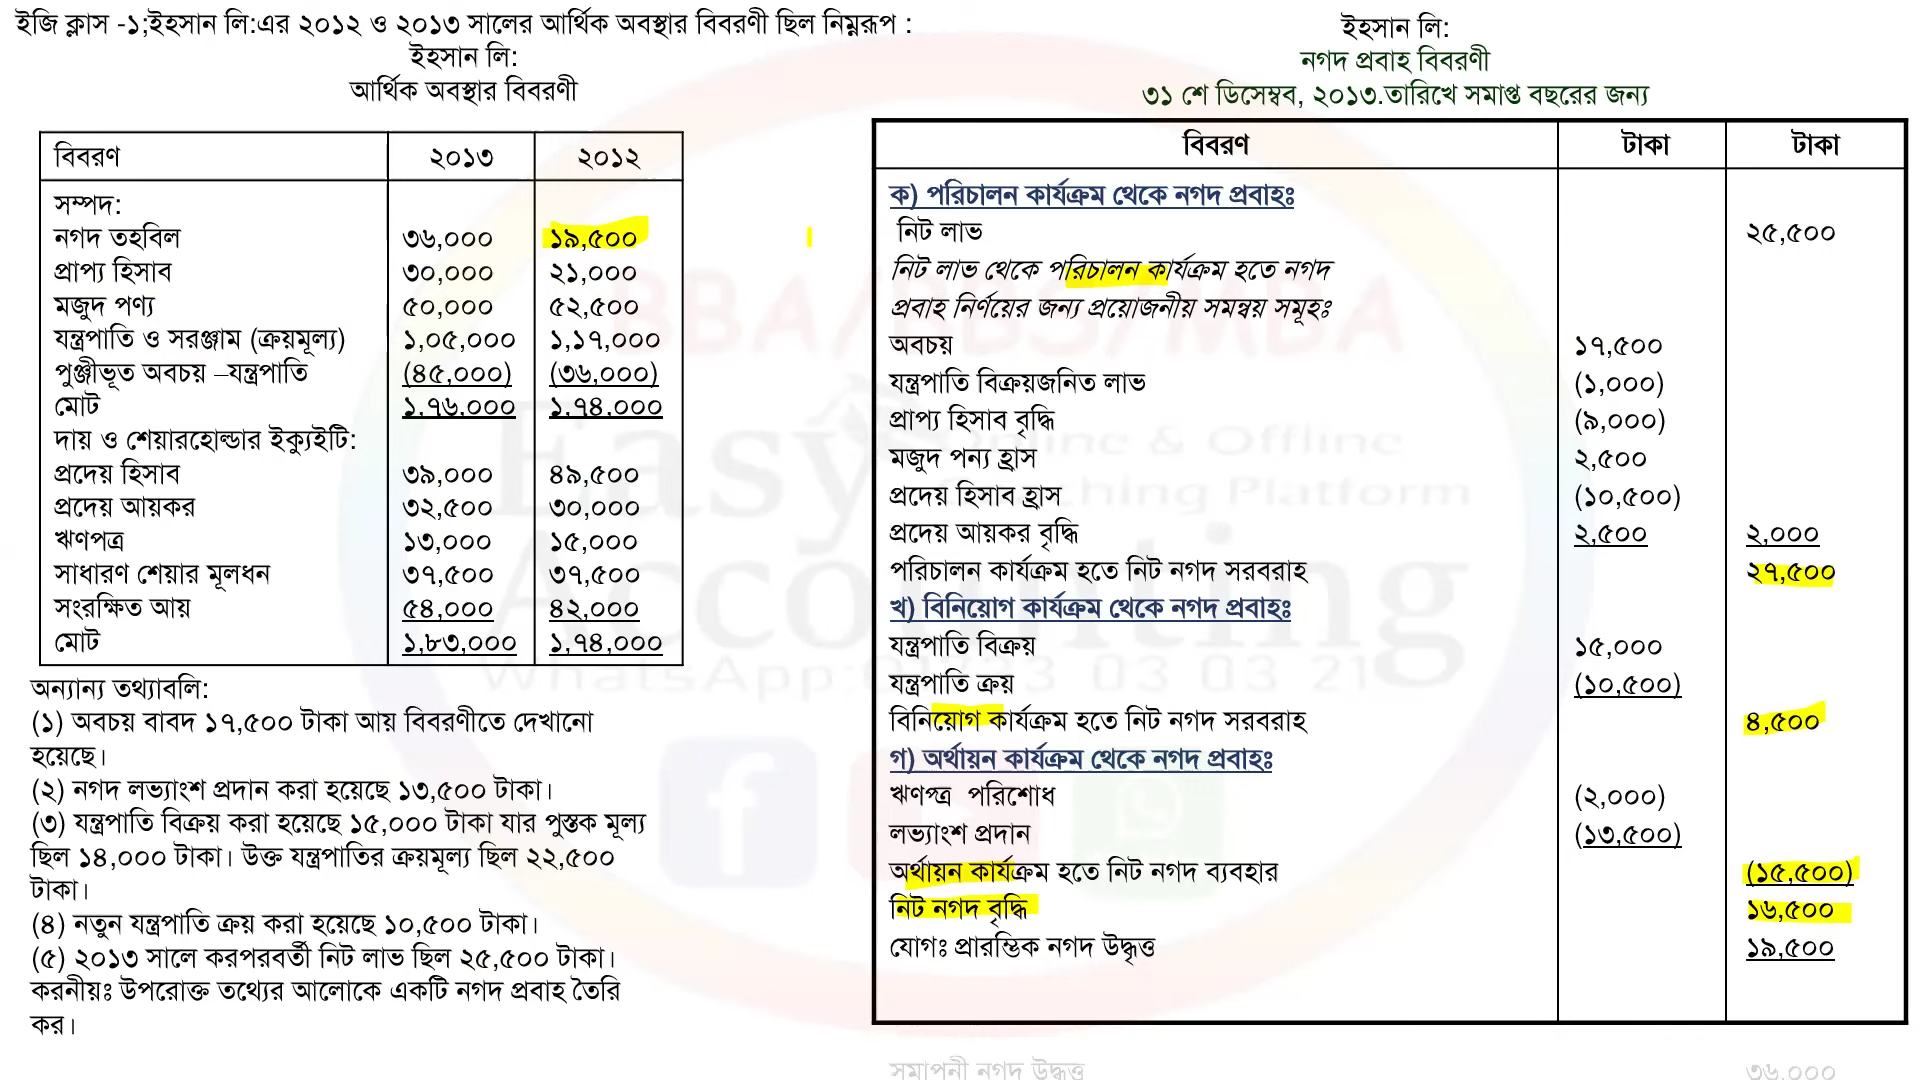 ইজি ক্লাস -১;ইহসান লি:এর ২০১২ ও ২০১৩ সালের আর্থিক অবস্থার বিবরণী ছিল নিম্নরূপ :
ইহসান লি:
আর্থিক অবস্থার বিবরণী
বিবরণ ২০১৩ ২০১২
সম্পদ:
নগদ তহবিল ৩৬,০০০ ১৯,৫০০
প্রাপ্য হিসাব ৩০,০০০ ২১,০০০
মজুদ পণ্য ৫০,০০০ ৫২,৫০০
যন্ত্রপাতি ও সরঞ্জাম (ক্রয়মূল্য) ১,০৫,০০০ ১,১৭,০০০
পুঞ্জীভূত অবচয় –যন্ত্রপাতি (৪৫,০০০) (৩৬,০০০)
মোট ১,৭৬,০০০ ১,৭৪,০০০
দায় ও শেয়ারহোল্ডার ইক্যুইটি:
প্রদেয় হিসাব ৩৯,০০০ ৪৯,৫০০
প্রদেয় আয়কর ৩২,৫০০ ৩০,০০০
ঋণপত্র ১৩,০০০ ১৫,০০০
সাধারণ শেয়ার মূলধন ৩৭,৫০০ ৩৭,৫০০
সংরক্ষিত আয় ৫৪,০০০ ৪২,০০০
মোট ১,৮৩,০০০ ১,৭৪,০০০
অন্যান্য তথ্যাবলি:
(১) অবচয় বাবদ ১৭,৫০০ টাকা আয় বিবরণীতে দেখানো
হয়েছে।
(২) নগদ লভ্যাংশ প্রদান করা হয়েছে ১৩,৫০০ টাকা।
(৩) যন্ত্রপাতি বিক্রয় করা হয়েছে ১৫,০০০ টাকা যার পুস্তক মূল্য
ছিল ১৪,০০০ টাকা। উক্ত যন্ত্রপাতির ক্রয়মূল্য ছিল ২২,৫০০
টাকা।
(৪) নতুন যন্ত্রপাতি ক্রয় করা হয়েছে ১০,৫০০ টাকা।
(৫) ২০১৩ সালে করপরবর্তী নিট লাভ ছিল ২৫,৫০০ টাকা।
করনীয়ঃ উপরোক্ত তথ্যের আলোকে একটি নগদ প্রবাহ তৈরি
কর।
ইহসান লি:
নগদ প্রবাহ বিবরণী
৩১ শে ডিসেম্বব, ২০১৩.তারিখে সমাপ্ত বছরের জন্য
বিবরণ টাকা টাকা
ক) পরিচালন কার্যক্রম থেকে নগদ প্রবাহঃ
নিট লাভ ২৫,৫০০
নিট লাভ থেকে পরিচালন কার্যক্রম হতে নগদ
প্রবাহ নির্ণয়ের জন্য প্রয়োজনীয় সমন্বয় সমূহঃ
অবচয় ১৭,৫০০
যন্ত্রপাতি বিক্রয়জনিত লাভ (১,০০০)
প্রাপ্য হিসাব বৃদ্ধি (৯,০০০)
মজুদ পন্য হ্রাস ২,৫০০
প্রদেয় হিসাব হ্রাস (১০,৫০০)
প্রদেয় আয়কর বৃদ্ধি ২,৫০০ ২,০০০
পরিচালন কার্যক্রম হতে নিট নগদ সরবরাহ ২৭,৫০০
খ) বিনিয়োগ কার্যক্রম থেকে নগদ প্রবাহঃ
যন্ত্রপাতি বিক্রয় ১৫,০০০
যন্ত্রপাতি ক্রয় (১০,৫০০)
বিনিয়োগ কার্যক্রম হতে নিট নগদ সরবরাহ ৪,৫০০
গ) অর্থায়ন কার্যক্রম থেকে নগদ প্রবাহঃ
ঋণপত্র পরিশোধ (২,০০০)
লভ্যাংশ প্রদান (১৩,৫০০)
অর্থায়ন কার্যক্রম হতে নিট নগদ ব্যবহার (১৫,৫০০)
নিট নগদ বৃদ্ধি ১৬,৫০০
যোগঃ প্রারম্ভিক নগদ উদ্ধৃত্ত ১৯,৫০০
সমাপনী নগদ উদ্ধত্ত ৩৬,০০০
BBA/BBS/MBA
Easy Online & Offline
Coaching Platform
Accounting